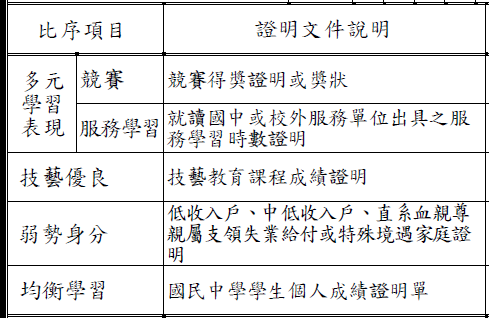 比序項目 證明文件說明
多元學習表現 競賽 競賽得獎證明或獎狀
服務學習 就讀國中或校外服務單位出具之服
務學習時數證明
技藝優良 技藝教育課程成績證明
弱勢身分 低收入戶、中低收入戶、直系血親尊
親屬支領失業給付或特殊境遇家庭證
明
均衡學習 國民中學學生個人成績證明單